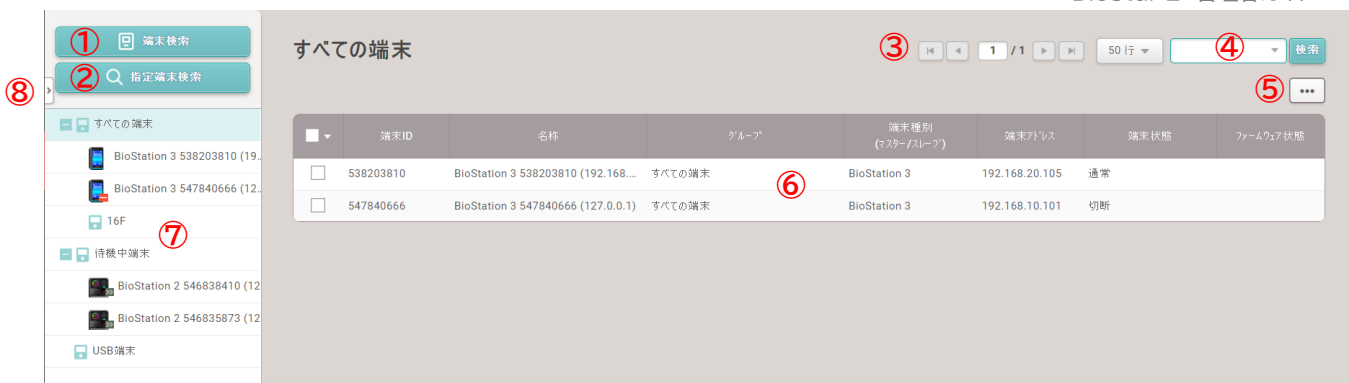 ① 端末検索
② 指定端末検索
⑧
すべての端末
BioStation 3 538203810 (19..
BioStation 3 547840666 (12..
16F
⑦
待機中端末
BioStation 2 546838410 (12
BioStation 2 546835873 (12
USB端末
すべての端末
③ 1 / 1 50 行 ④ 検索
⑤ •••
端末ID 名称 グループ 端末種別 端末アドレス 端末状態 ファームウェア状態
(マスター/スレーブ)
538203810 BioStation 3 538203810 (192.168.... すべての端末 BioStation 3 192.168.20.105 通常
⑥
547840666 BioStation 3 547840666 (127.0.0.1) すべての端末 BioStation 3 192.168.10.101 切断